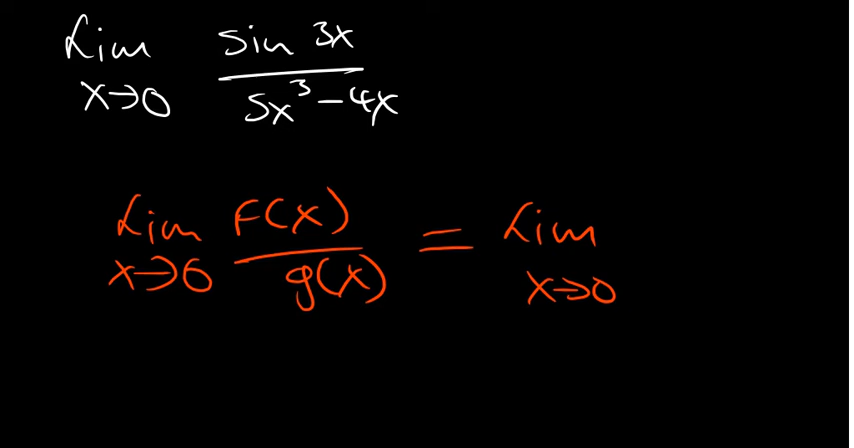 Lim sin 3x
x→0 5x³-4x
Lim F(x) = Lim
x→0 g(x) x→0